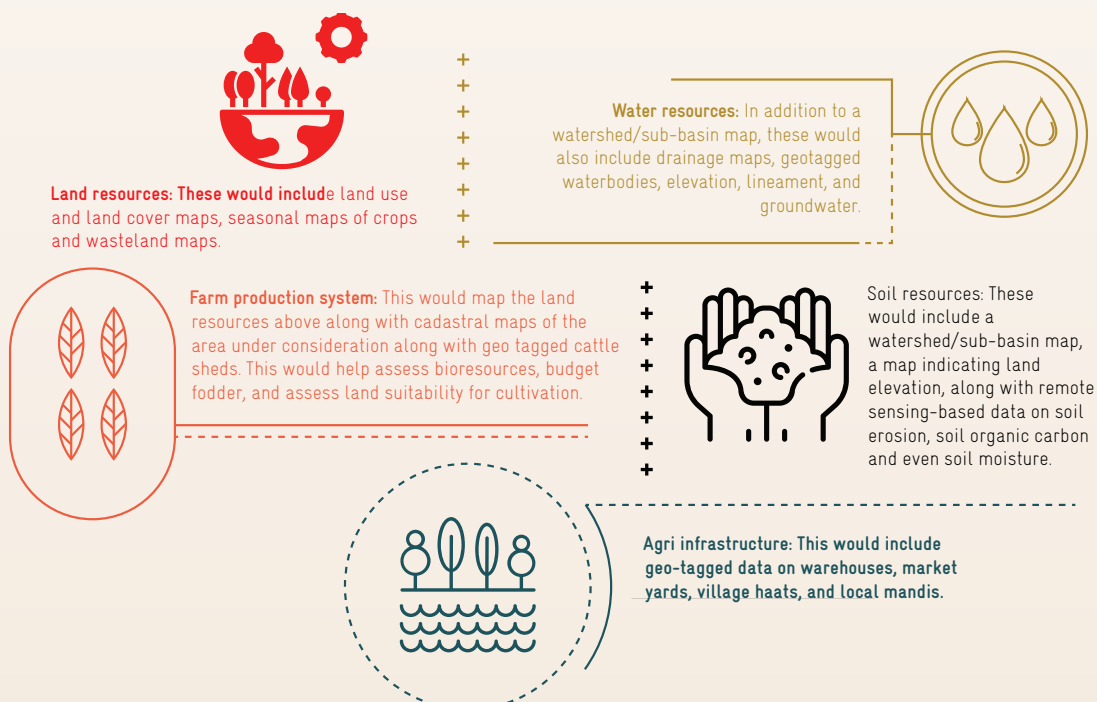 Land resources: These would include land use
and land cover maps, seasonal maps of crops
and wasteland maps.
Water resources: In addition to a
watershed/sub-basin map, these would
also include drainage maps, geotagged
waterbodies, elevation, lineament, and
groundwater.
Farm production system: This would map the land
resources above along with cadastral maps of the
area under consideration along with geo tagged cattle
sheds. This would help assess bioresources, budget
fodder, and assess land suitability for cultivation.
Soil resources: These
would include a
watershed/sub-basin map,
a map indicating land
elevation, along with remote
sensing-based data on soil
erosion, soil organic carbon
and even soil moisture.
Agri infrastructure: This would include
geo-tagged data on warehouses, market
yards, village haats, and local mandis.